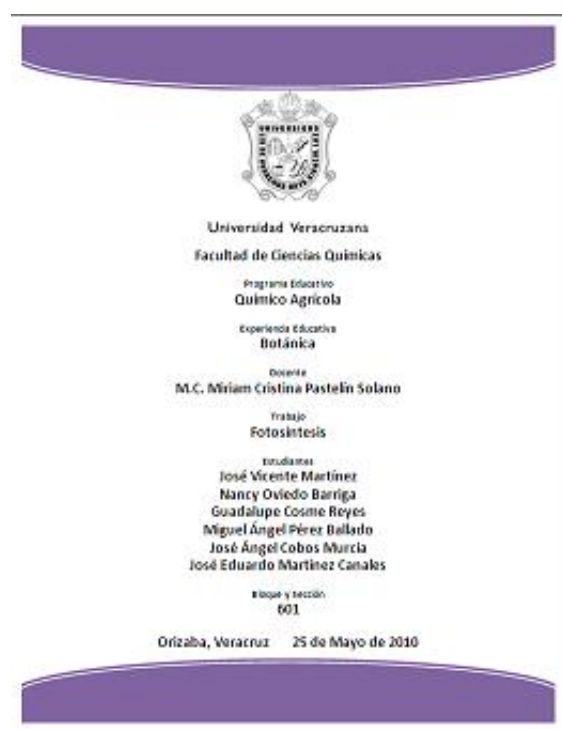 Universidad Veracruzana
Facultad de Ciencias Químicas
Programa Educativo
Químico Agrícola
Experiencia Educativa
Botánica
Docente
M.C. Miriam Cristina Pastelín Solano
Trabajo
Fotosíntesis
Estudiantes
José Vicente Martínez
Nancy Oviedo Barriga
Guadalupe Cosme Reyes
Miguel Ángel Pérez Ballado
José Ángel Cobos Murcia
José Eduardo Martínez Canales
Bloque y Sección
601
Orizaba, Veracruz 25 de Mayo de 2010